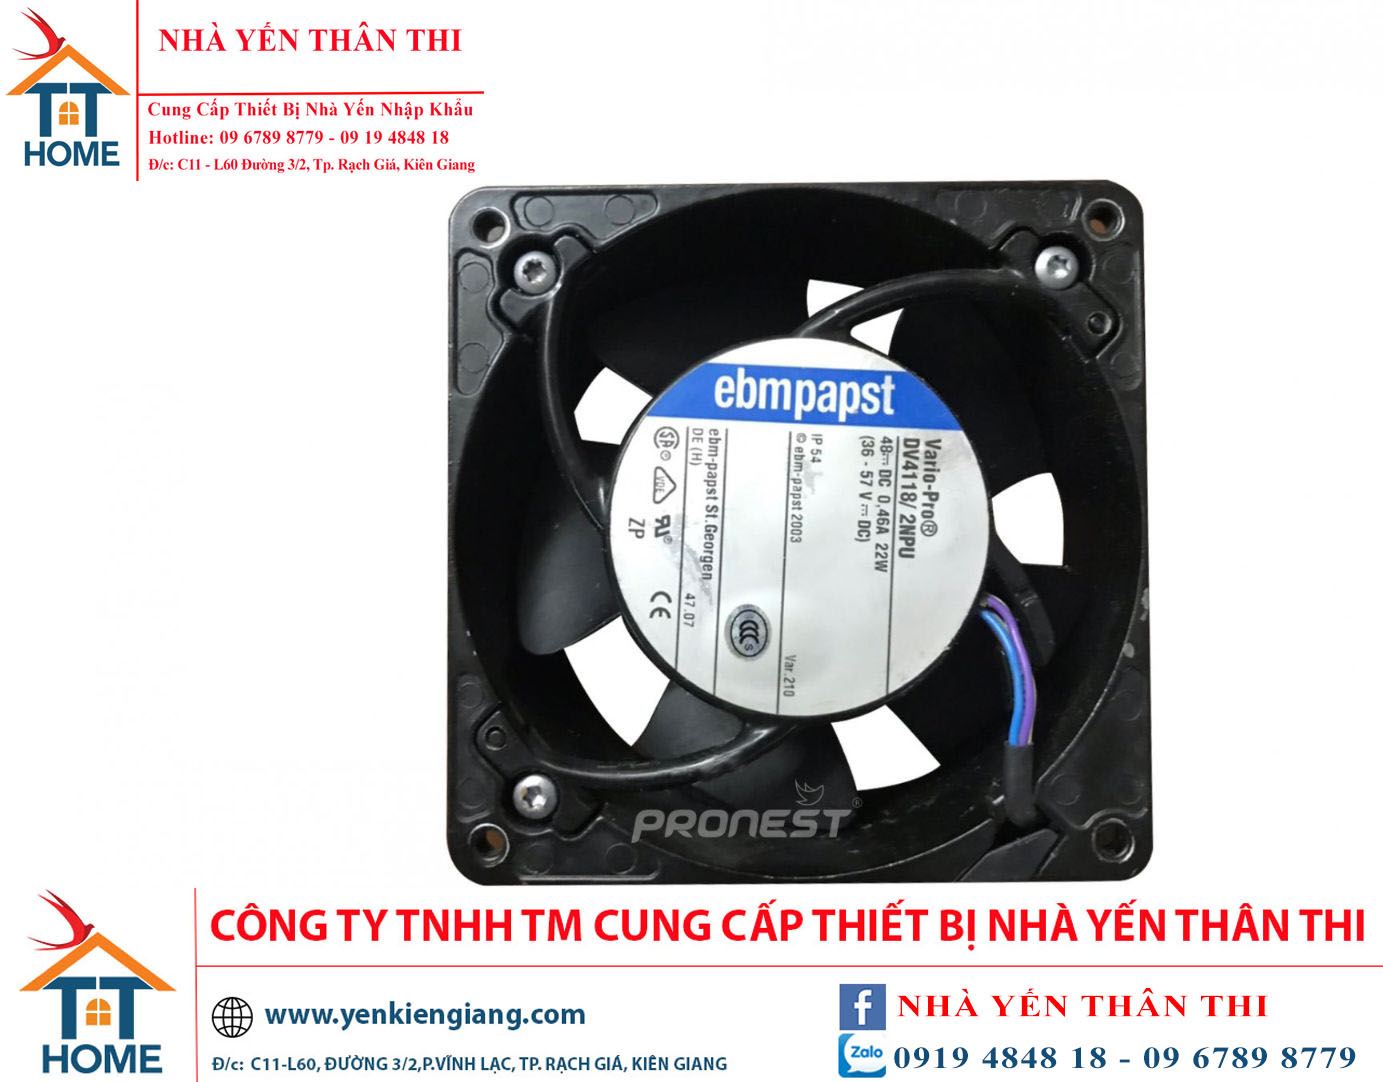 NHÀ YẾN THÂN THI
TT
HOME
Cung Cấp Thiết Bị Nhà Yến Nhập Khẩu
Hotline: 09 6789 8779 - 09 19 4848 18
Đ/c: C11 - L60 Đường 3/2, Tp. Rạch Giá, Kiên Giang
ebmpapst
Vario-Pro®
DV4118/2NPU
48⎓ DC 0,46A 22W
(36 - 57 V⎓ DC)
IP 54
© ebm-papst 2003
Var.210
CCC S
ebm-papst St.Georgen
DE (H)
47.07
SA
VDE
RU
ZP
CE
PRONEST®
TT
HOME
CÔNG TY TNHH TM CUNG CẤP THIẾT BỊ NHÀ YẾN THÂN THI
www.yenkiengiang.com
Đ/c: C11-L60, ĐƯỜNG 3/2,P.VĨNH LẠC, TP. RẠCH GIÁ, KIÊN GIANG
f NHÀ YẾN THÂN THI
Zalo 0919 4848 18 - 09 6789 8779